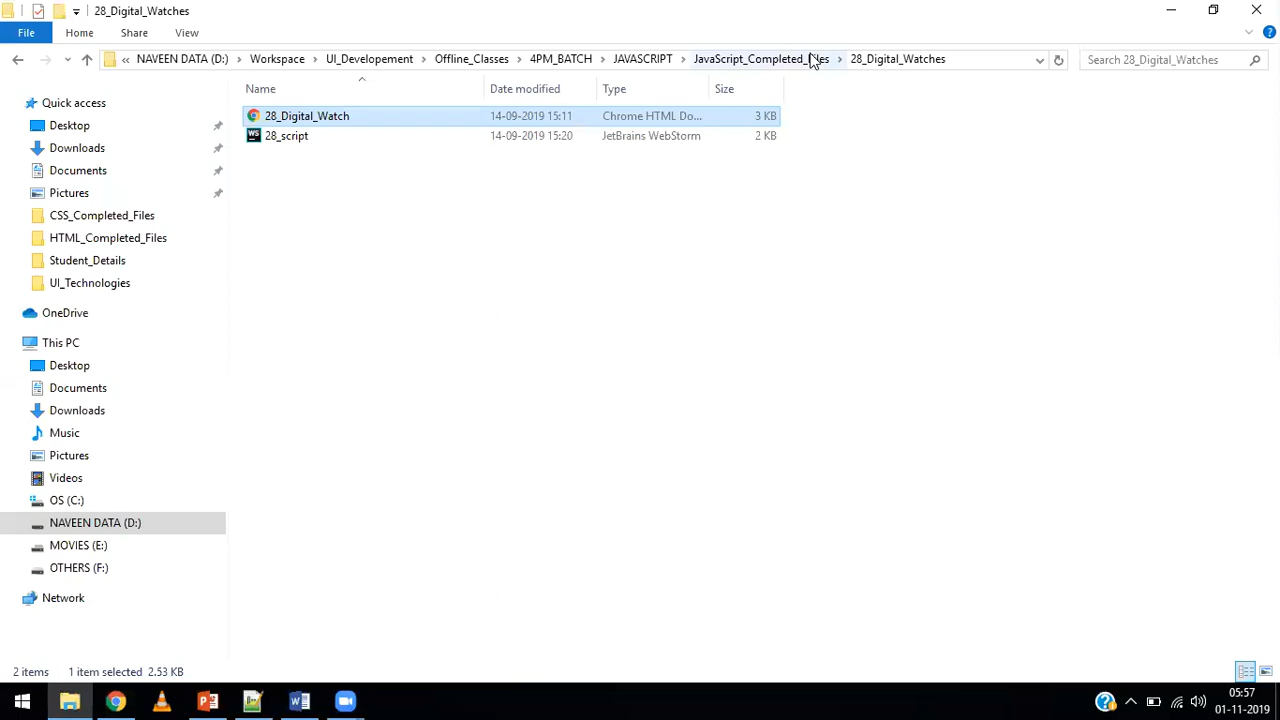 28_Digital_Watches
File Home Share View
« NAVEEN DATA (D:) › Workspace › UI_Developement › Offline_Classes › 4PM_BATCH › JAVASCRIPT › JavaScript_Completed_Files › 28_Digital_Watches
Search 28_Digital_Watches
Name Date modified Type Size
28_Digital_Watch 14-09-2019 15:11 Chrome HTML Do... 3 KB
28_script 14-09-2019 15:20 JetBrains WebStorm 2 KB
Quick access
Desktop
Downloads
Documents
Pictures
CSS_Completed_Files
HTML_Completed_Files
Student_Details
UI_Technologies
OneDrive
This PC
Desktop
Documents
Downloads
Music
Pictures
Videos
OS (C:)
NAVEEN DATA (D:)
MOVIES (E:)
OTHERS (F:)
Network
2 items 1 item selected 2.53 KB
05:57
01-11-2019